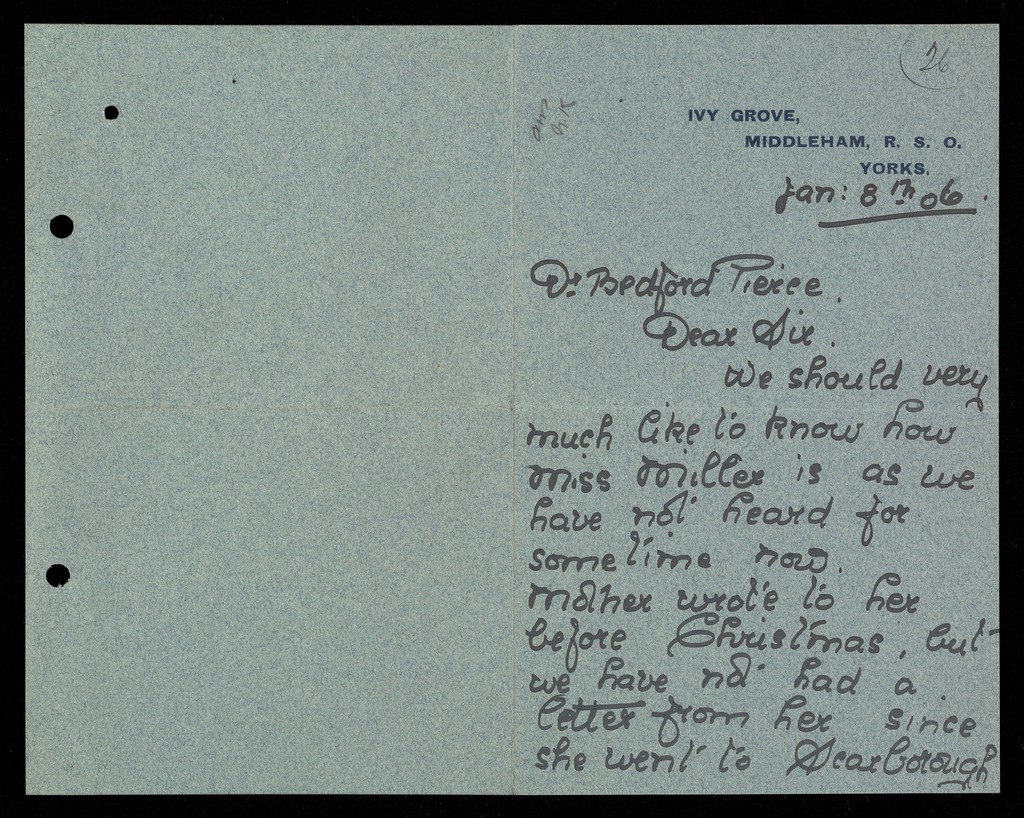 26
IVY GROVE,
MIDDLEHAM, R. S. O.
YORKS.
Jan: 8th 06.
Dr Bedford Pierce.
Dear Sir.
We should very
much like to know how
Miss Miller is as we
have not heard for
some time now.
Mother wrote to her
before Christmas, but
we have not had a
letter from her since
she went to Scarborough